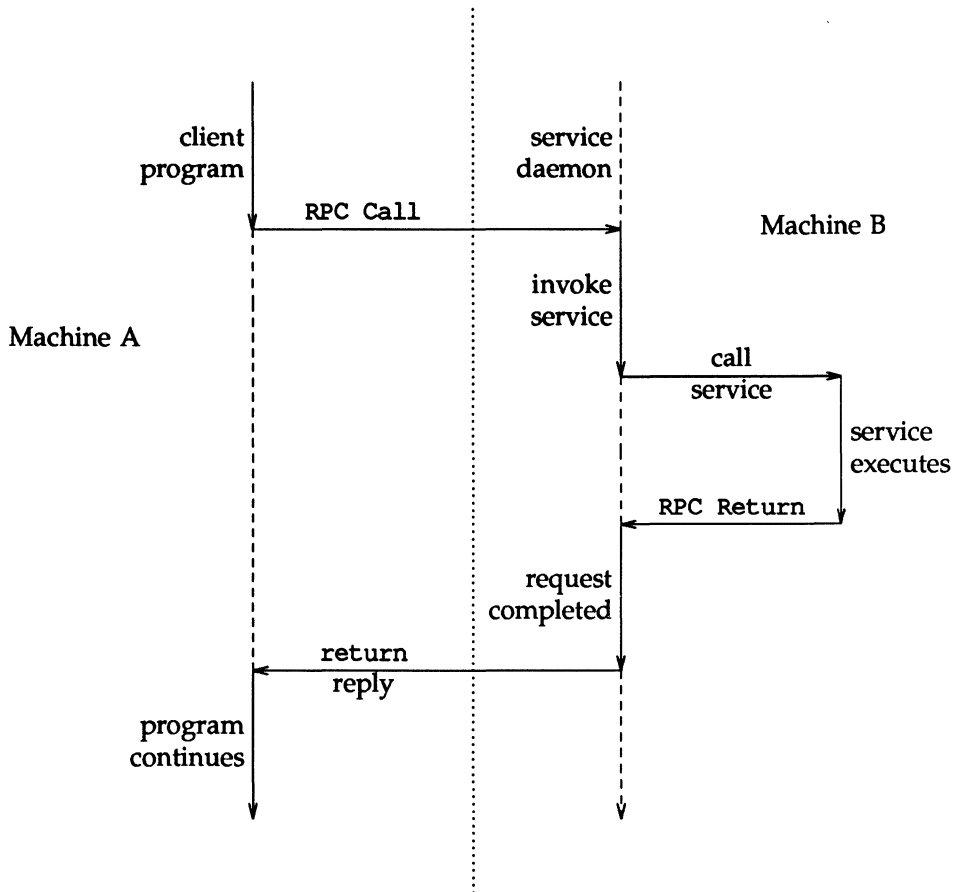 client
program
service
daemon
RPC Call
Machine B
invoke
service
Machine A
call
service
service
executes
RPC Return
request
completed
return
reply
program
continues